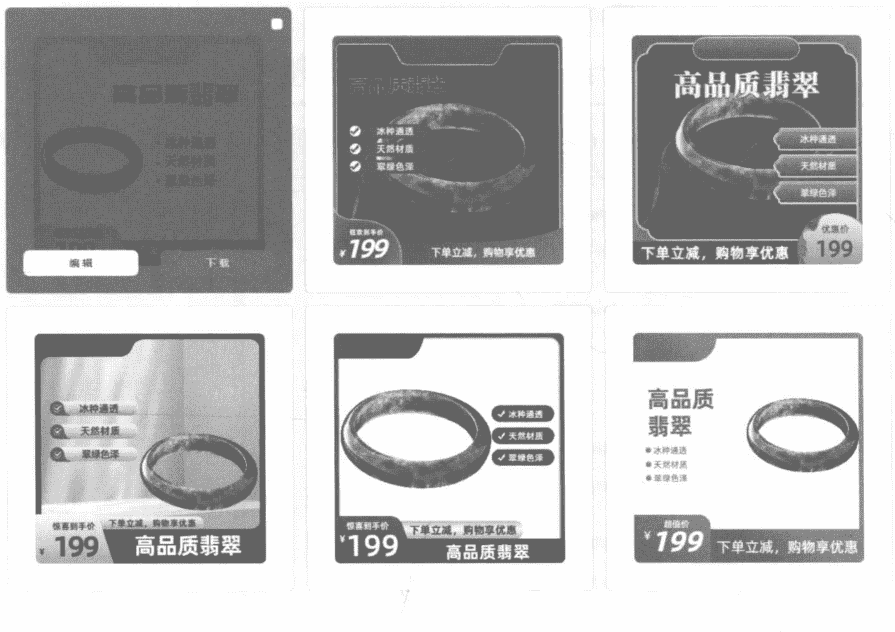 高品质翡翠
冰种通透
天然材质
翠绿色泽
编辑
下载
高品质翡翠
冰种通透
天然材质
翠绿色泽
¥199
下单立减，购物享优惠
高品质翡翠
冰种通透
天然材质
翠绿色泽
下单立减，购物享优惠
优惠价
199
冰种通透
天然材质
翠绿色泽
惊喜到手价
下单立减，购物享优惠
¥199
高品质翡翠
冰种通透
天然材质
翠绿色泽
惊喜到手价
下单立减，购物享优惠
¥199
高品质翡翠
高品质
翡翠
冰种通透
天然材质
翠绿色泽
超值价
¥199
下单立减，购物享优惠